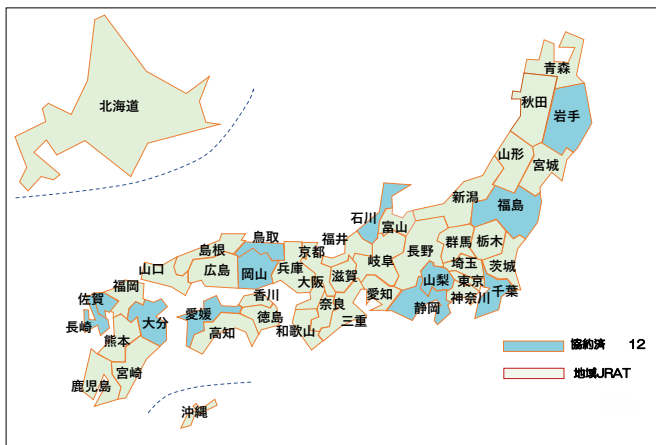 青森
北海道
秋田
岩手
山形
宮城
新潟
福島
石川
富山
鳥取
福井
島根
京都
群馬
栃木
長野
岐阜
山口
広島
岡山
兵庫
滋賀
埼玉
茨城
大阪
山梨
東京
千葉
福岡
香川
愛知
神奈川
佐賀
奈良
静岡
愛媛
徳島
三重
長崎
大分
高知
和歌山
熊本
宮崎
鹿児島
沖縄
協約済 12
地域JRAT